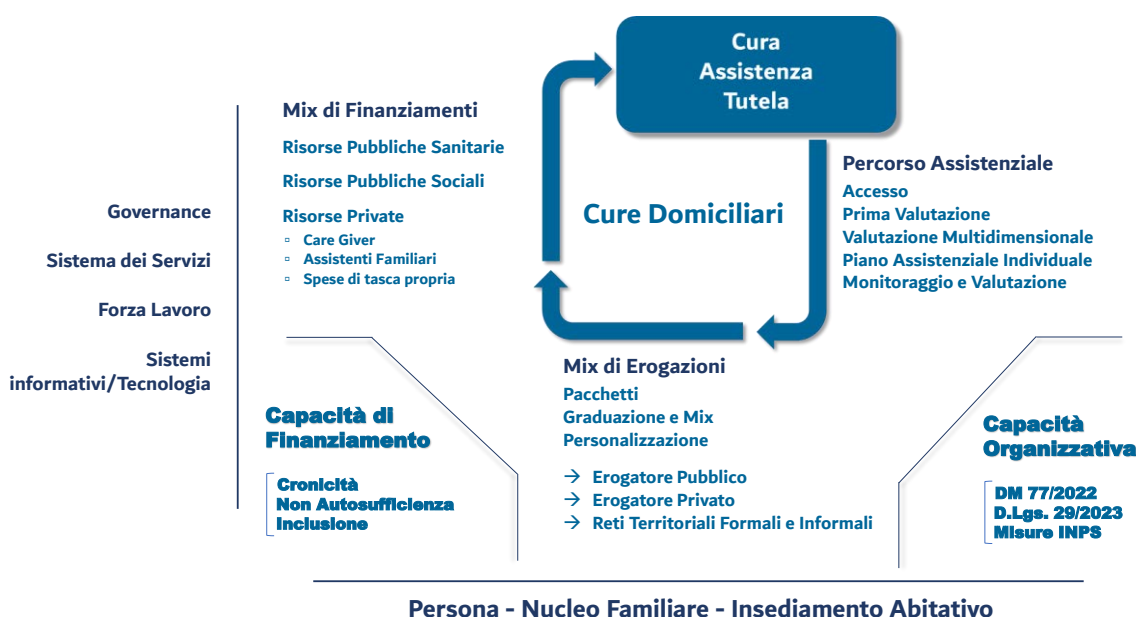 Cura
Assistenza
Tutela
Mix di Finanziamenti
Risorse Pubbliche Sanitarie
Risorse Pubbliche Sociali
Risorse Private
▫ Care Giver
▫ Assistenti Familiari
▫ Spese di tasca propria
Governance
Sistema dei Servizi
Forza Lavoro
Sistemi
informativi/Tecnologia
Cure Domiciliari
Percorso Assistenziale
Accesso
Prima Valutazione
Valutazione Multidimensionale
Piano Assistenziale Individuale
Monitoraggio e Valutazione
Mix di Erogazioni
Pacchetti
Graduazione e Mix
Personalizzazione
→ Erogatore Pubblico
→ Erogatore Privato
→ Reti Territoriali Formali e Informali
Capacità di
Finanziamento
Cronicità
Non Autosufficienza
Inclusione
Capacità
Organizzativa
DM 77/2022
D.Lgs. 29/2023
Misure INPS
Persona - Nucleo Familiare - Insediamento Abitativo